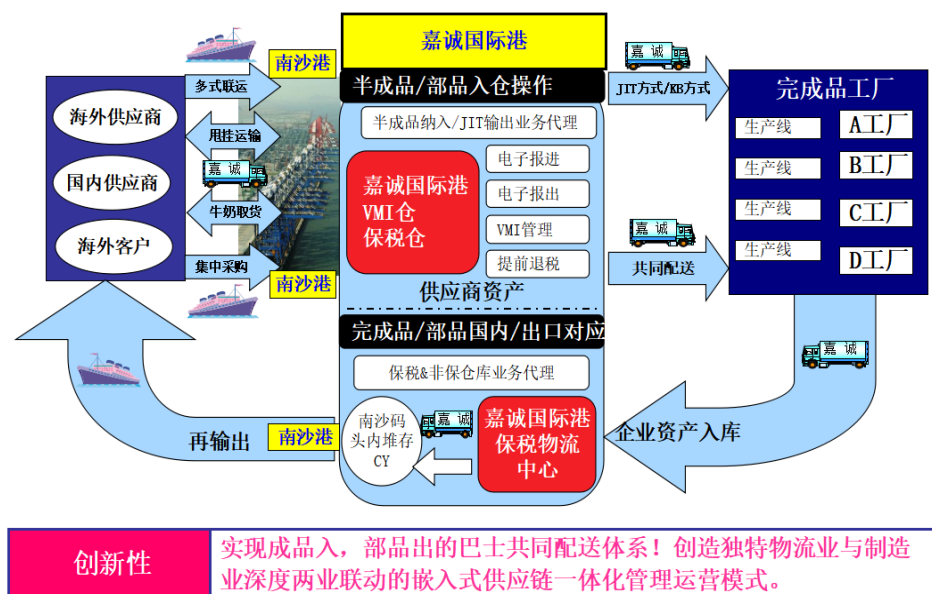 嘉诚国际港
南沙港
嘉诚
多式联运
半成品/部品入仓操作
JIT方式/KB方式
完成品工厂
海外供应商
甩挂运输
半成品纳入/JIT输出业务代理
生产线
A工厂
电子报进
生产线
B工厂
国内供应商
嘉诚
嘉诚国际港
VMI仓
保税仓
电子报出
生产线
C工厂
牛奶取货
VMI管理
嘉诚
海外客户
生产线
D工厂
集中采购
提前退税
共同配送
南沙港
供应商资产
完成品/部品国内/出口对应
嘉诚
保税&非保仓库业务代理
南沙码
头内堆存
CY
嘉诚
嘉诚国际港
保税物流
中心
企业资产入库
再输出
南沙港
创新性
实现成品入，部品出的巴士共同配送体系！创造独特物流业与制造
业深度两业联动的嵌入式供应链一体化管理运营模式。